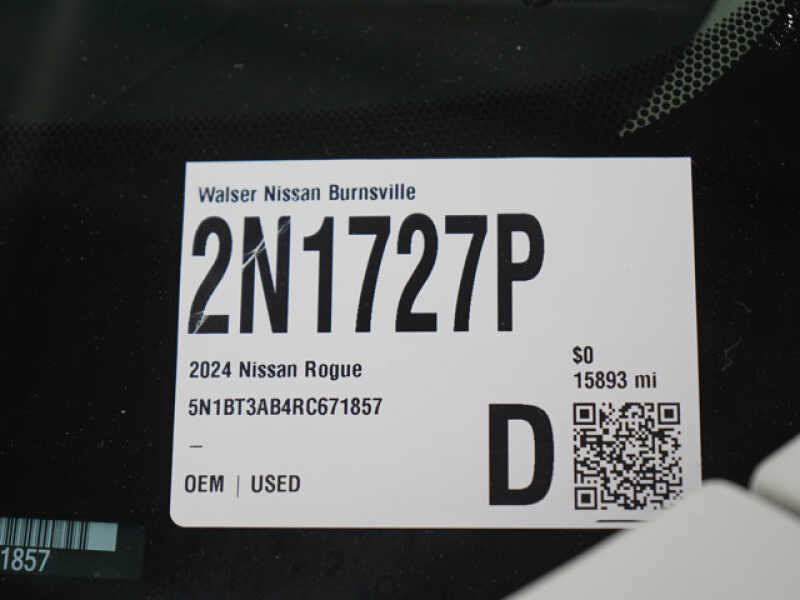 Walser Nissan Burnsville
2N1727P
2024 Nissan Rogue
$0
15893 mi
5N1BT3AB4RC671857
–
D
OEM | USED
1857